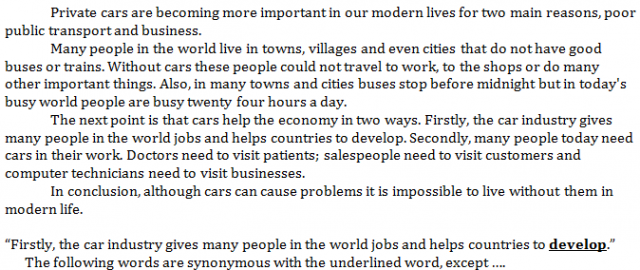 Private cars are becoming more important in our modern lives for two main reasons, poor
public transport and business.
Many people in the world live in towns, villages and even cities that do not have good
buses or trains. Without cars these people could not travel to work, to the shops or do many
other important things. Also, in many towns and cities buses stop before midnight but in today's
busy world people are busy twenty four hours a day.
The next point is that cars help the economy in two ways. Firstly, the car industry gives
many people in the world jobs and helps countries to develop. Secondly, many people today need
cars in their work. Doctors need to visit patients; salespeople need to visit customers and
computer technicians need to visit businesses.
In conclusion, although cars can cause problems it is impossible to live without them in
modern life.
“Firstly, the car industry gives many people in the world jobs and helps countries to develop.”
The following words are synonymous with the underlined word, except ....